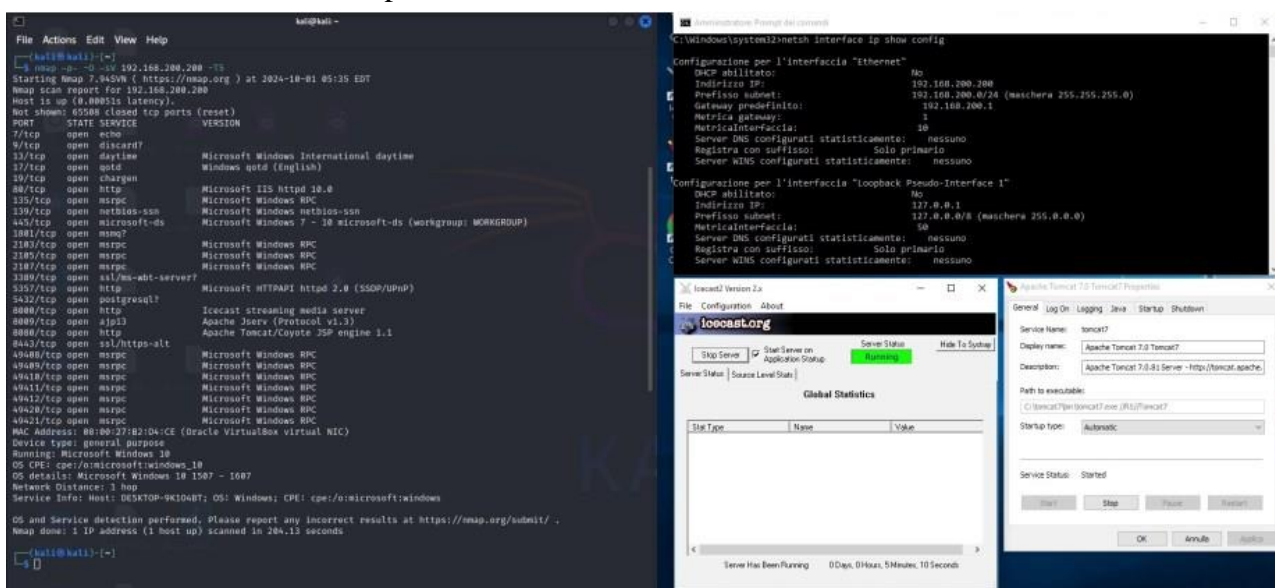 kali@kali: ~
File Actions Edit View Help
(kali㉿kali)-[~]
$ nmap -p- -O -sV 192.168.200.200 -T5
Starting Nmap 7.94SVN ( https://nmap.org ) at 2024-10-01 05:35 EDT
Nmap scan report for 192.168.200.200
Host is up (0.00051s latency).
Not shown: 65508 closed tcp ports (reset)
PORT STATE SERVICE VERSION
7/tcp open echo
9/tcp open discard?
13/tcp open daytime Microsoft Windows International daytime
17/tcp open qotd Windows qotd (English)
19/tcp open chargen
80/tcp open http Microsoft IIS httpd 10.0
135/tcp open msrpc Microsoft Windows RPC
139/tcp open netbios-ssn Microsoft Windows netbios-ssn
445/tcp open microsoft-ds Microsoft Windows 7 - 10 microsoft-ds (workgroup: WORKGROUP)
1801/tcp open msmq?
2103/tcp open msrpc Microsoft Windows RPC
2105/tcp open msrpc Microsoft Windows RPC
2107/tcp open msrpc Microsoft Windows RPC
3389/tcp open ssl/ms-wbt-server?
5357/tcp open http Microsoft HTTPAPI httpd 2.0 (SSDP/UPnP)
5432/tcp open postgresql?
8000/tcp open http Icecast streaming media server
8009/tcp open ajp13 Apache Jserv (Protocol v1.3)
8080/tcp open http Apache Tomcat/Coyote JSP engine 1.1
8443/tcp open ssl/https-alt
49408/tcp open msrpc Microsoft Windows RPC
49409/tcp open msrpc Microsoft Windows RPC
49410/tcp open msrpc Microsoft Windows RPC
49411/tcp open msrpc Microsoft Windows RPC
49412/tcp open msrpc Microsoft Windows RPC
49420/tcp open msrpc Microsoft Windows RPC
49421/tcp open msrpc Microsoft Windows RPC
MAC Address: 08:00:27:B2:D4:CE (Oracle VirtualBox virtual NIC)
Device type: general purpose
Running: Microsoft Windows 10
OS CPE: cpe:/o:microsoft:windows_10
OS details: Microsoft Windows 10 1507 - 1607
Network Distance: 1 hop
Service Info: Host: DESKTOP-9K1O4BT; OS: Windows; CPE: cpe:/o:microsoft:windows
OS and Service detection performed. Please report any incorrect results at https://nmap.org/submit/ .
Nmap done: 1 IP address (1 host up) scanned in 204.13 seconds
(kali㉿kali)-[~]
$
Amministratore: Prompt dei comandi
C:\Windows\system32>netsh interface ip show config
Configurazione per l'interfaccia "Ethernet"
DHCP abilitato: No
Indirizzo IP: 192.168.200.200
Prefisso subnet: 192.168.200.0/24 (maschera 255.255.255.0)
Gateway predefinito: 192.168.200.1
Metrica gateway: 1
MetricaInterfaccia: 10
Server DNS configurati statisticamente: nessuno
Registra con suffisso: Solo primario
Server WINS configurati statisticamente: nessuno
Configurazione per l'interfaccia "Loopback Pseudo-Interface 1"
DHCP abilitato: No
Indirizzo IP: 127.0.0.1
Prefisso subnet: 127.0.0.0/8 (maschera 255.0.0.0)
MetricaInterfaccia: 50
Server DNS configurati statisticamente: nessuno
Registra con suffisso: Solo primario
Server WINS configurati statisticamente: nessuno
Icecast2 Version 2.x
File Configuration About
icecast.org
Stop Server
Start Server on Application Startup
Server Status
Running
Hide To Systray
Server Status Source Level Stats
Global Statistics
Stat Type Name Value
Server Has Been Running 0 Days, 0 Hours, 5 Minutes, 10 Seconds
Apache Tomcat 7.0 Tomcat7 Properties
General Log On Logging Java Startup Shutdown
Service Name: tomcat7
Display name: Apache Tomcat 7.0 Tomcat7
Description: Apache Tomcat 7.0.81 Server - http://tomcat.apache.
Path to executable:
C:\tomcat7\bin\tomcat7.exe //RS//Tomcat7
Startup type: Automatic
Service Status: Started
Start Stop Pause Restart
OK Annulla Applica